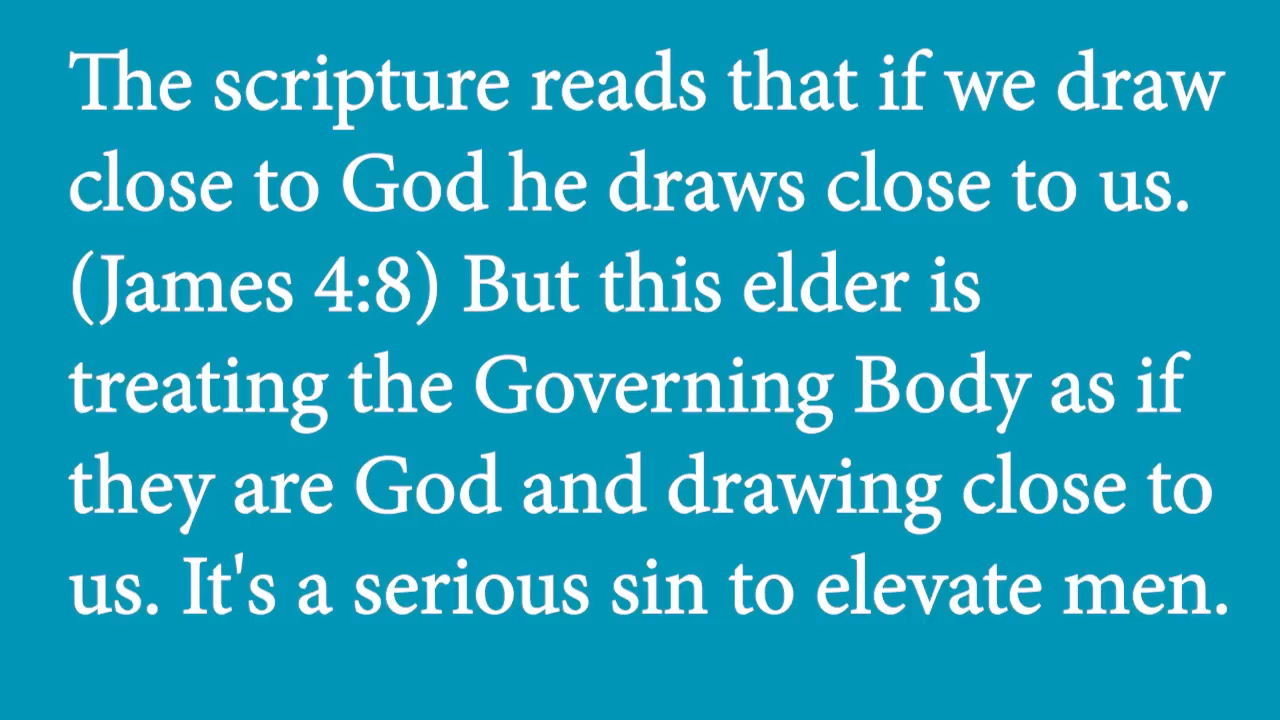 The scripture reads that if we draw
close to God he draws close to us.
(James 4:8) But this elder is
treating the Governing Body as if
they are God and drawing close to
us. It's a serious sin to elevate men.